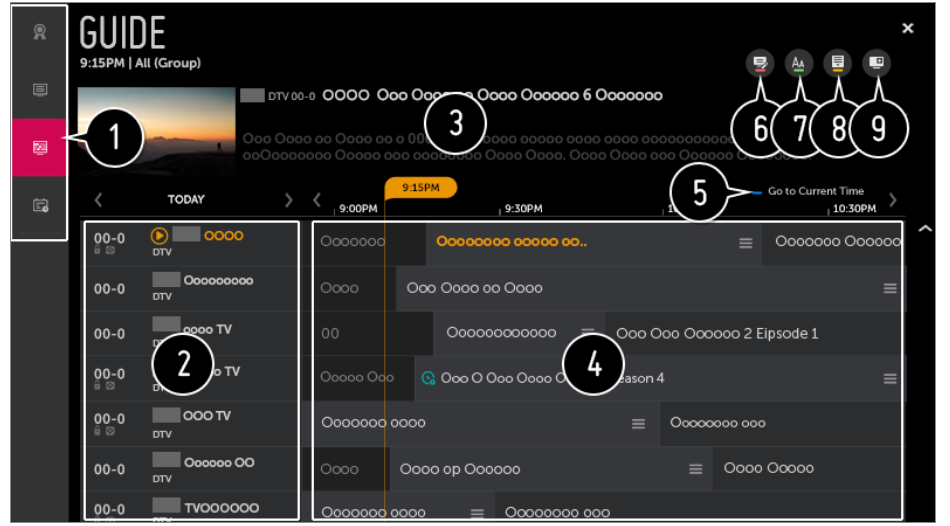 GUIDE
9:15PM | All (Group)
DTV 00-0 OOOO Ooo
Oooo Oooooo 6 Ooooooo
1
3
6
7
8
9
5
Go to Current Time
TODAY
9:15PM
9:00PM
9:30PM
10:30PM
00-0 OOOO
DTV
Ooooooo
Oooooooo ooooo oo..
Ooooooo Oooooo
00-0 Ooooooooo
DTV
Oooo
Ooo Oooo oo Oooo
00-0 oooo TV
00
Oooooooooooo
Ooo Ooo Oooooo 2 Eipsode 1
2
4
00-0
TV
Ooooo Ooo
Ooo O Ooo Oooo
4
00-0 OOO TV
DTV
Ooooooo oooo
Oooooooo ooo
00-0 Oooooo OO
DTV
Oooo
Oooo op Oooooo
Oooo Ooooo
00-0 TVOOOOOO
Ooooooo oooo
Oooooooo ooo